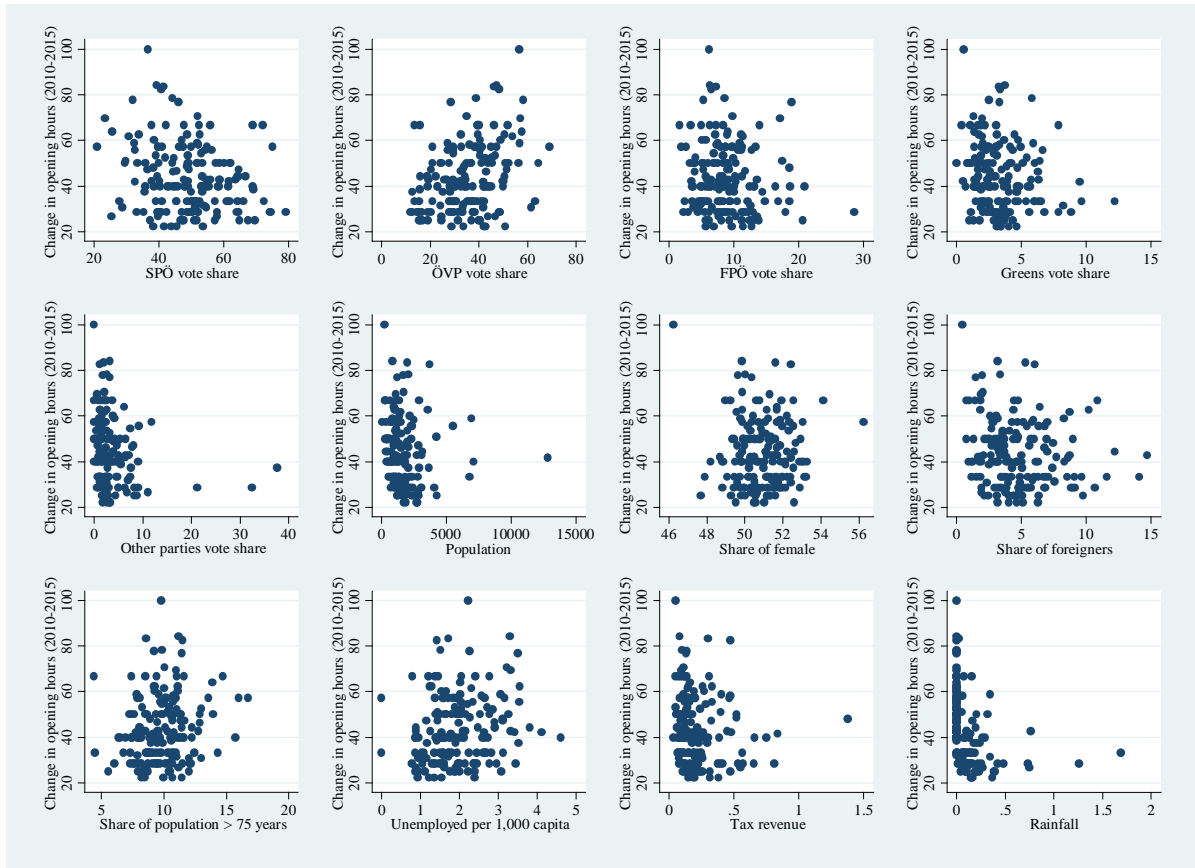 Change in opening hours (2010-2015)
20 40 60 80 100
20 40 60 80
SPÖ vote share
Change in opening hours (2010-2015)
20 40 60 80 100
0 20 40 60 80
ÖVP vote share
Change in opening hours (2010-2015)
20 40 60 80 100
0 10 20 30
FPÖ vote share
Change in opening hours (2010-2015)
20 40 60 80 100
0 5 10 15
Greens vote share
Change in opening hours (2010-2015)
20 40 60 80 100
0 10 20 30 40
Other parties vote share
Change in opening hours (2010-2015)
20 40 60 80 100
0 5000 10000 15000
Population
Change in opening hours (2010-2015)
20 40 60 80 100
46 48 50 52 54 56
Share of female
Change in opening hours (2010-2015)
20 40 60 80 100
0 5 10 15
Share of foreigners
Change in opening hours (2010-2015)
20 40 60 80 100
5 10 15 20
Share of population > 75 years
Change in opening hours (2010-2015)
20 40 60 80 100
0 1 2 3 4 5
Unemployed per 1,000 capita
Change in opening hours (2010-2015)
20 40 60 80 100
0 .5 1 1.5
Tax revenue
Change in opening hours (2010-2015)
20 40 60 80 100
0 .5 1 1.5 2
Rainfall